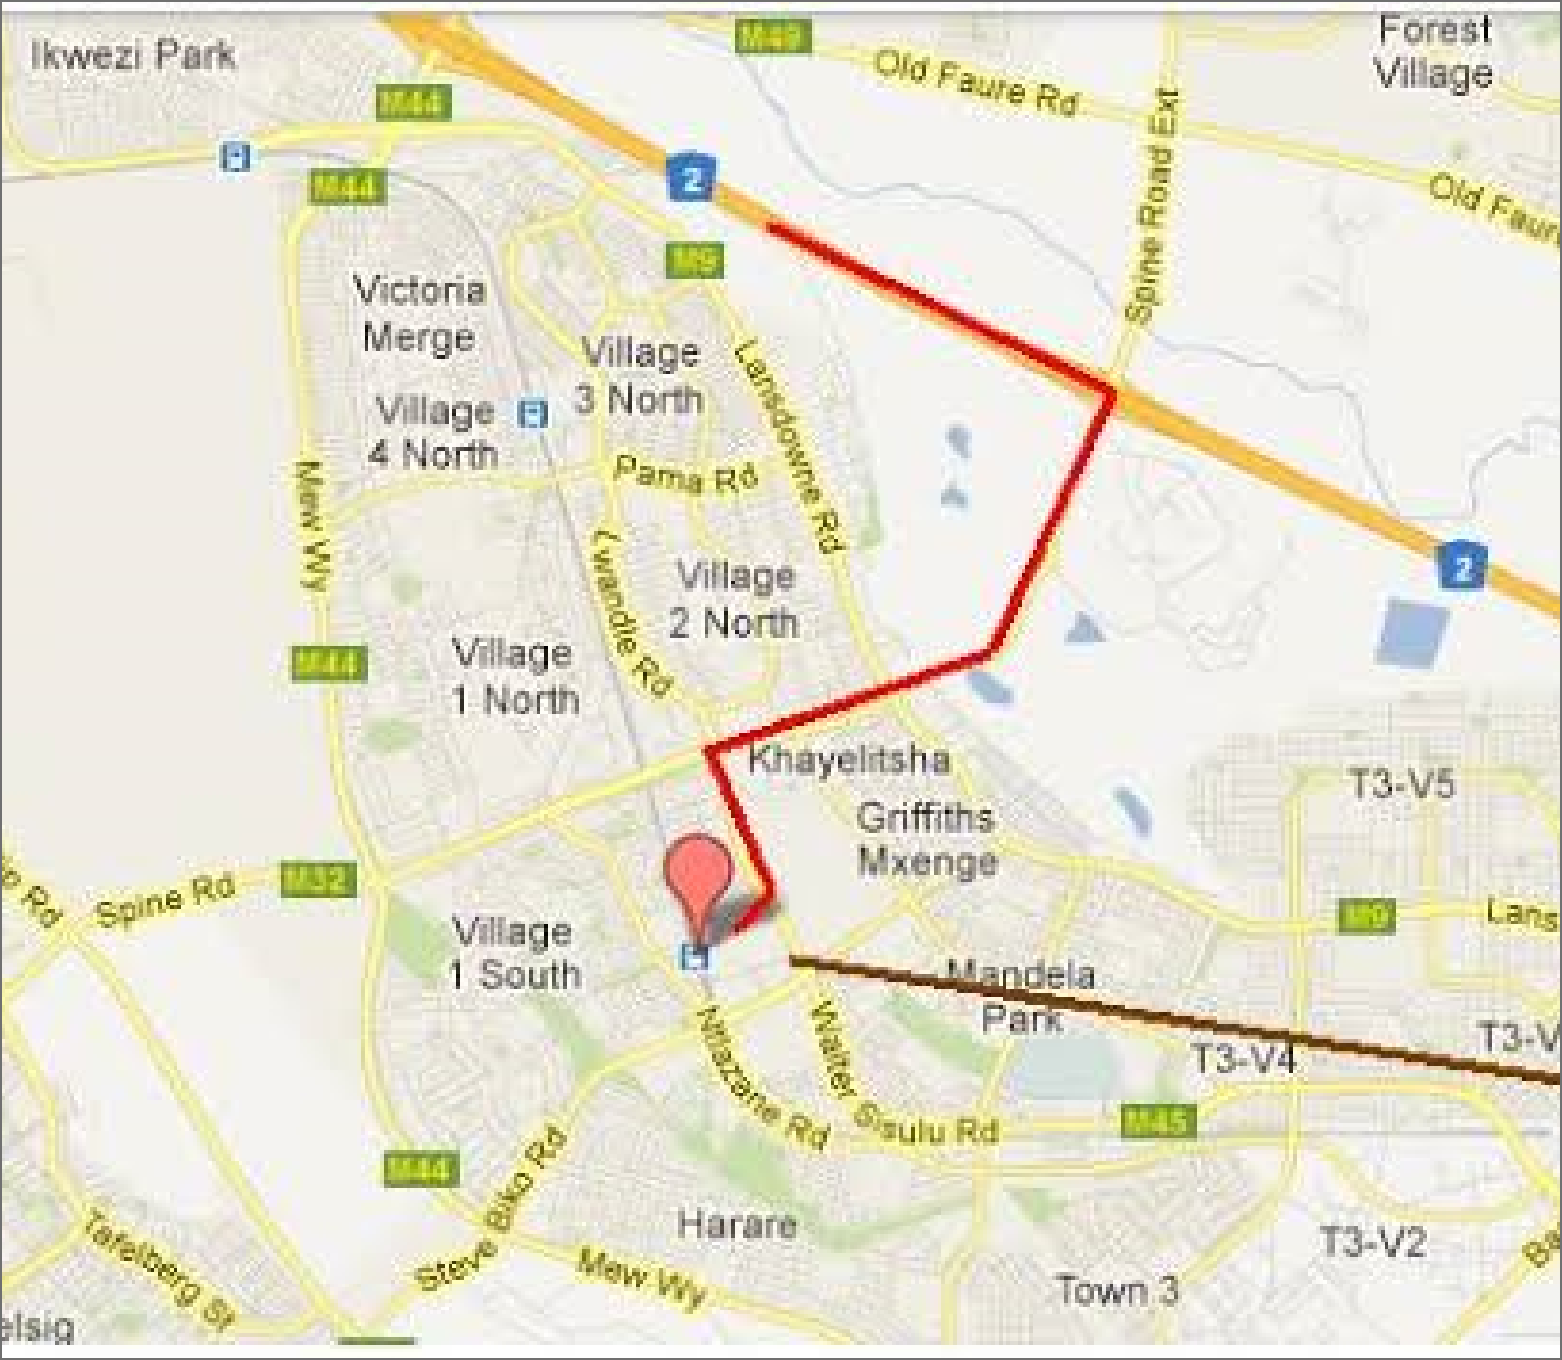 Forest
Village
Ikwezi Park
M49
Old Faure Rd
M44
Spine Road Ext
2
M44
Old Faur
M9
Victoria
Merge
Village
3 North
Lansdowne Rd
Village
4 North
Pama Rd
Mew Wy
2
Village
2 North
Lwandle Rd
M44
Village
1 North
Khayelitsha
T3-V5
Griffiths
Mxenge
M32
Spine Rd
o Rd
M9
Lans
Village
1 South
Mandela
Park
T3-V4
T3-V
Ntlazane Rd
Walter Sisulu Rd
M45
M44
Steve Biko Rd
Harare
T3-V2
Ba
Tafelberg St
Mew Wy
Town 3
elsig